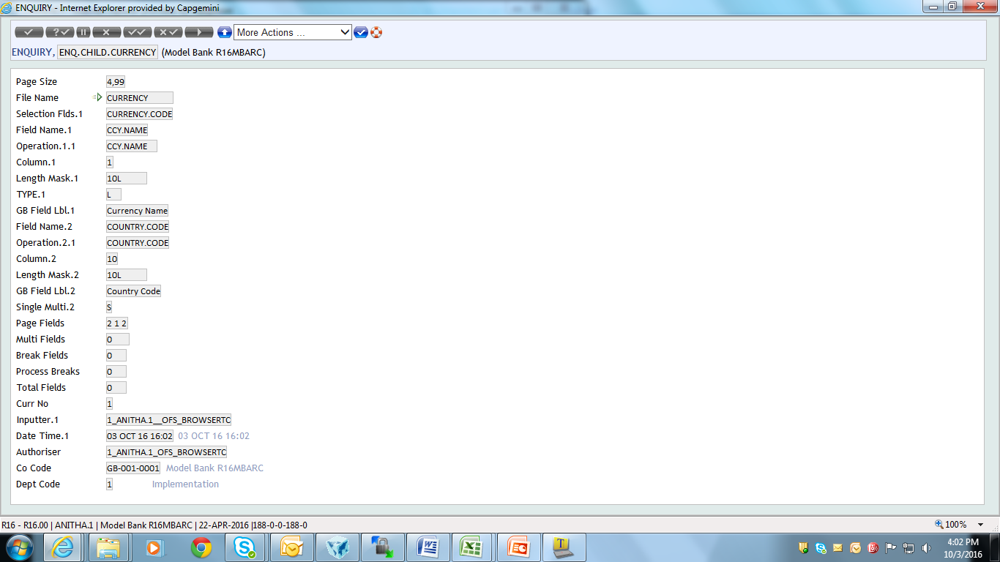 ENQUIRY - Internet Explorer provided by Capgemini
More Actions ...
ENQUIRY, ENQ.CHILD.CURRENCY (Model Bank R16MBARC)
Page Size 4,99
File Name CURRENCY
Selection Flds.1 CURRENCY.CODE
Field Name.1 CCY.NAME
Operation.1.1 CCY.NAME
Column.1 1
Length Mask.1 10L
TYPE.1 L
GB Field Lbl.1 Currency Name
Field Name.2 COUNTRY.CODE
Operation.2.1 COUNTRY.CODE
Column.2 10
Length Mask.2 10L
GB Field Lbl.2 Country Code
Single Multi.2 S
Page Fields 2 1 2
Multi Fields 0
Break Fields 0
Process Breaks 0
Total Fields 0
Curr No 1
Inputter.1 1_ANITHA.1__OFS_BROWSERTC
Date Time.1 03 OCT 16 16:02 03 OCT 16 16:02
Authoriser 1_ANITHA.1_OFS_BROWSERTC
Co Code GB-001-0001 Model Bank R16MBARC
Dept Code 1 Implementation
R16 - R16.00 | ANITHA.1 | Model Bank R16MBARC | 22-APR-2016 |188-0-0-188-0 100%
4:02 PM
10/3/2016